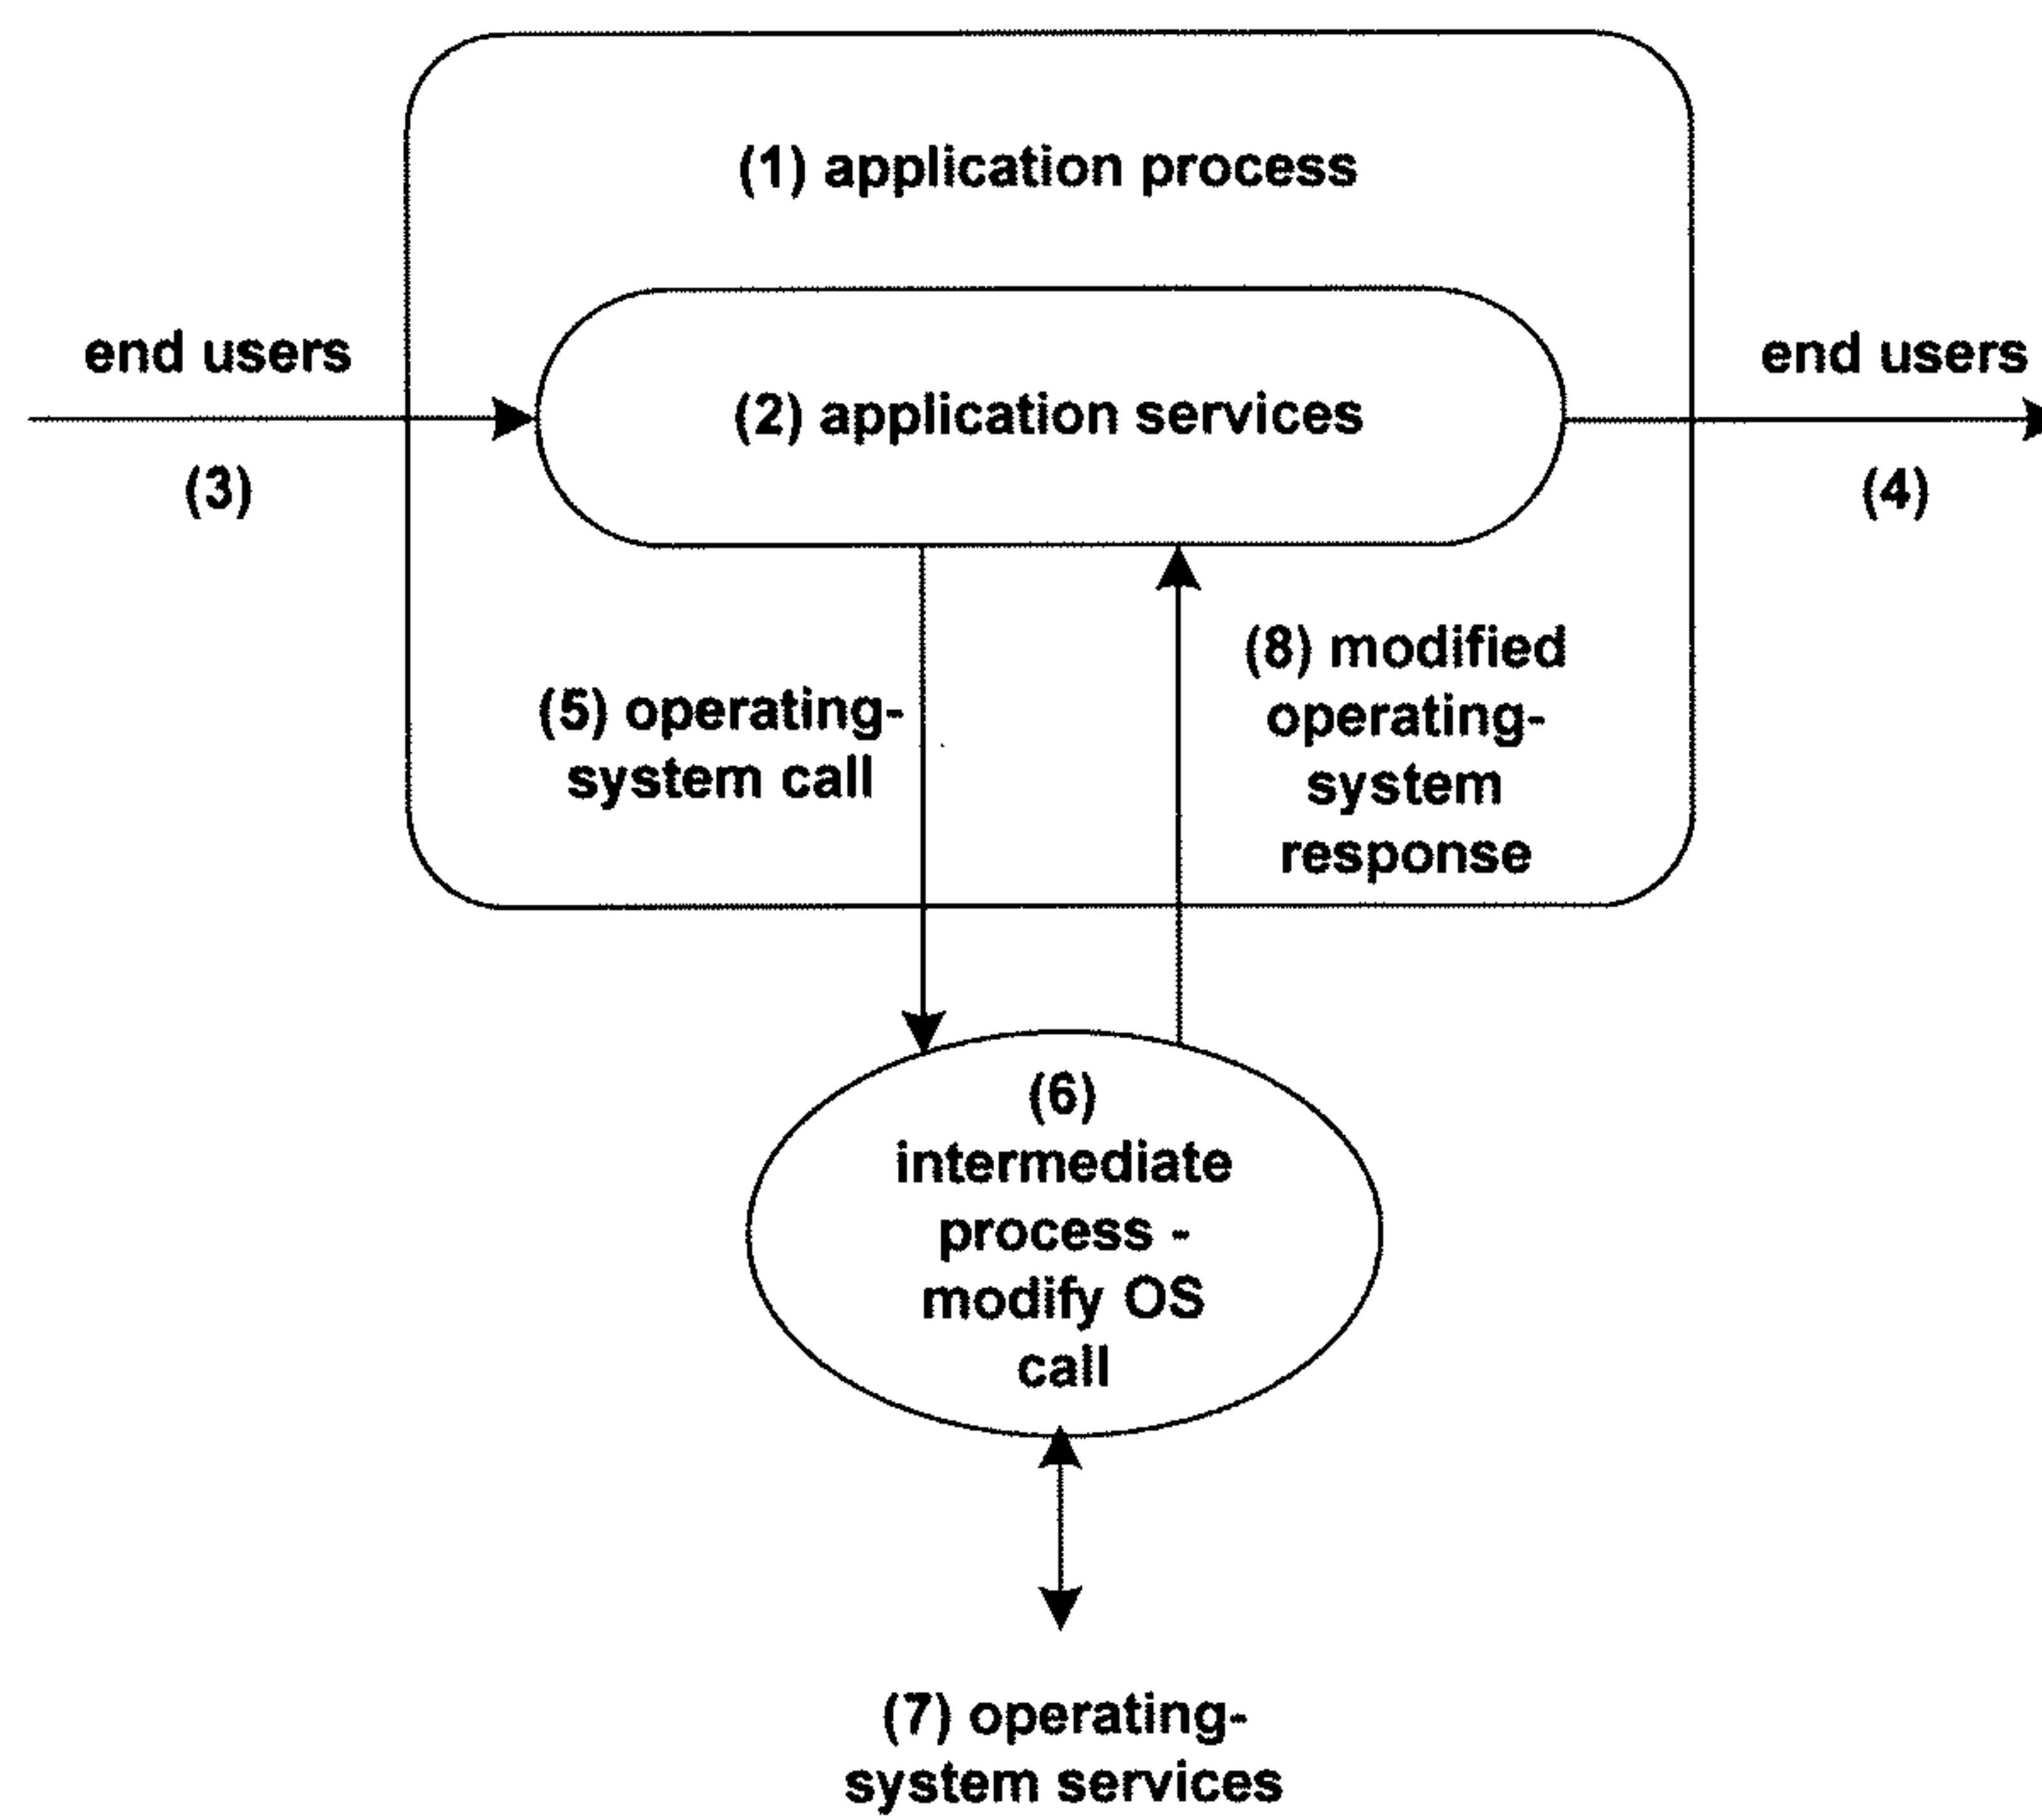 (1) application process
end users
(3)
(2) application services
end users
(4)
(5) operating-
system call
(8) modified
operating-
system
response
(6)
intermediate
process -
modify OS
call
(7) operating-
system services